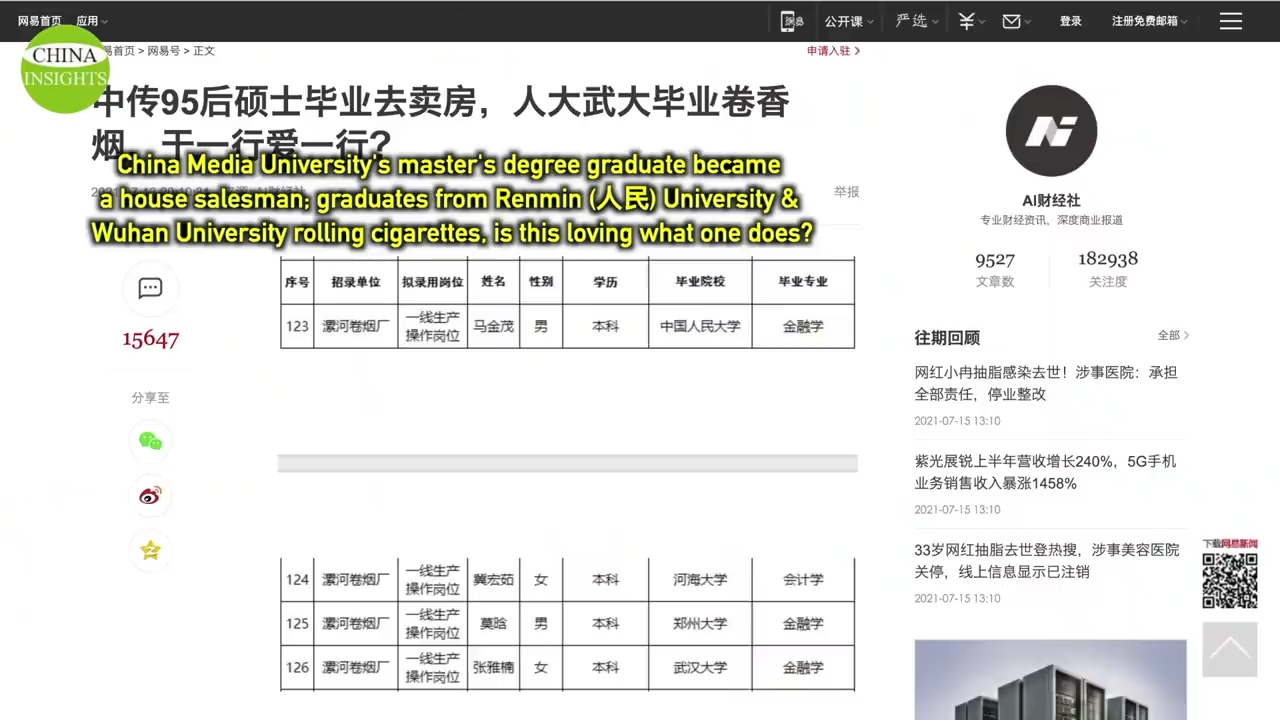 网易首页 应用 公开课 严选 登录 注册免费邮箱
CHINA
INSIGHTS
易首页 > 网易号 > 正文
申请入驻
中传95后硕士毕业去卖房，人大武大毕业卷香
烟，干一行爱一行？
China Media University's master's degree graduate became
a house salesman; graduates from Renmin (人民) University &
Wuhan University rolling cigarettes, is this loving what one does?
举报
15647
分享至
序号 招录单位 拟录用岗位 姓名 性别 学历 毕业院校 毕业专业
123 漯河卷烟厂 一线生产操作岗位 马金茂 男 本科 中国人民大学 金融学
124 漯河卷烟厂 一线生产操作岗位 冀宏茹 女 本科 河海大学 会计学
125 漯河卷烟厂 一线生产操作岗位 莫晗 男 本科 郑州大学 金融学
126 漯河卷烟厂 一线生产操作岗位 张雅楠 女 本科 武汉大学 金融学
AI财经社
专业财经资讯、深度商业报道
9527 182938
文章数 关注度
往期回顾 全部
网红小冉抽脂感染去世！涉事医院：承担
全部责任，停业整改
2021-07-15 13:10
紫光展锐上半年营收增长240%，5G手机
业务销售收入暴涨1458%
2021-07-15 13:10
33岁网红抽脂去世登热搜，涉事美容医院
关停，线上信息显示已注销
2021-07-15 13:10
下载网易新闻